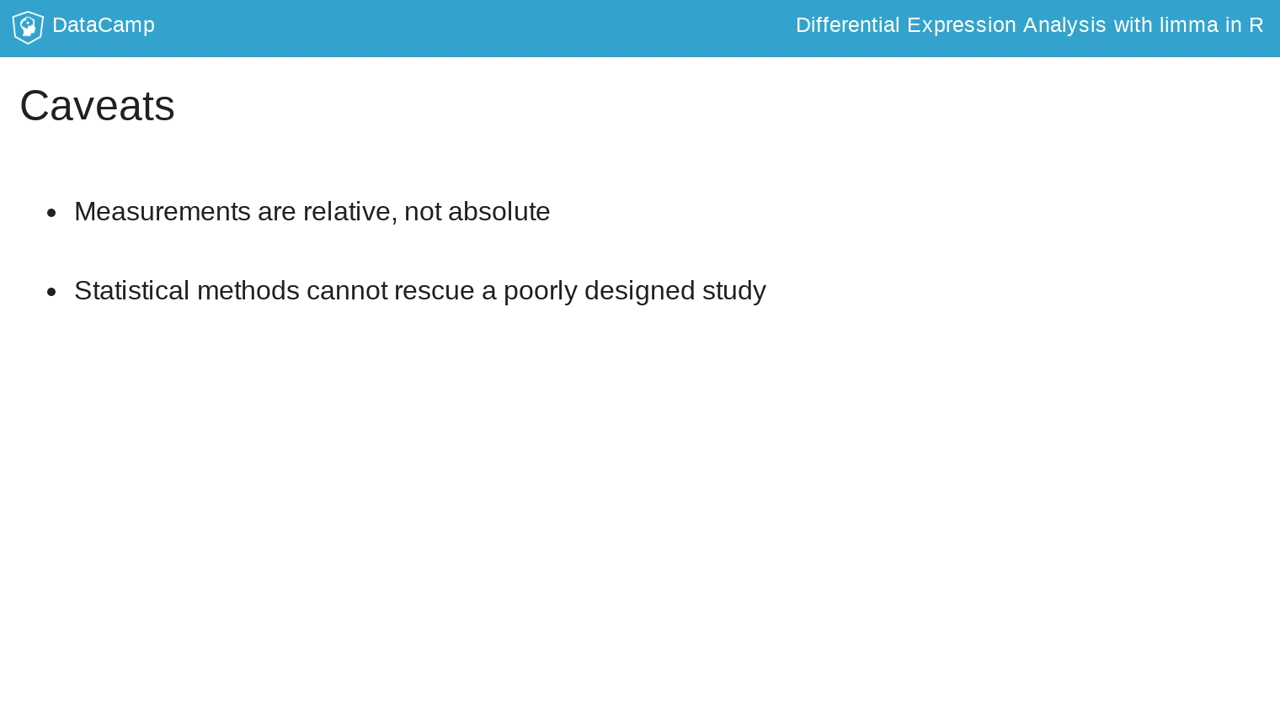 DataCamp
Differential Expression Analysis with limma in R
Caveats
• Measurements are relative, not absolute
• Statistical methods cannot rescue a poorly designed study